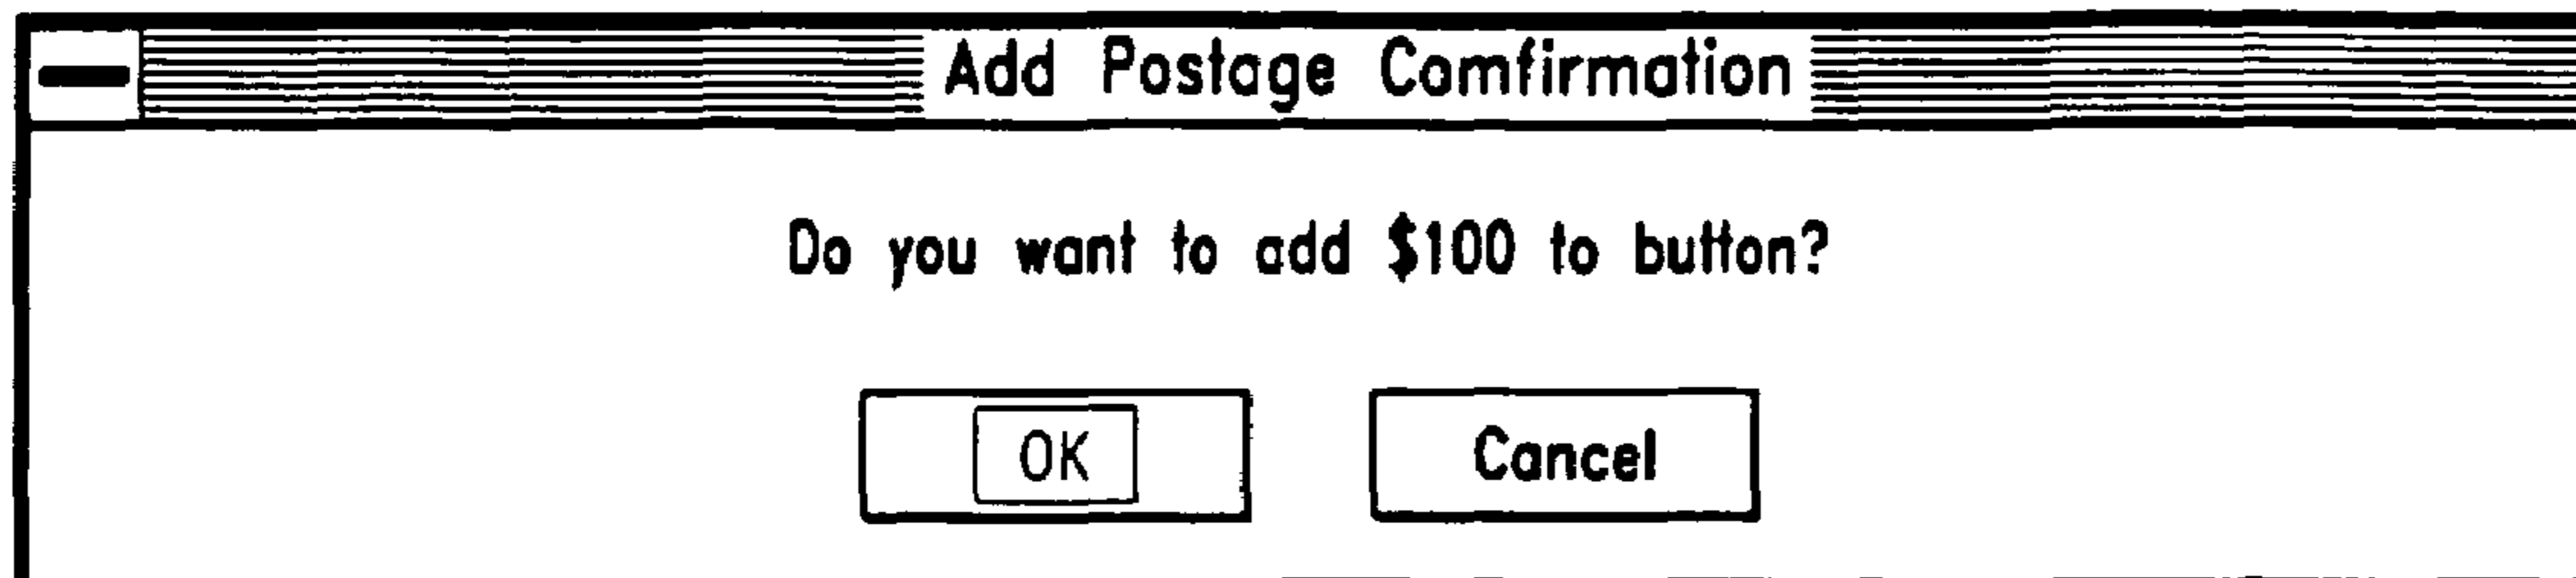 Add Postage Comfirmation
Do you want to add $100 to button?
OK Cancel